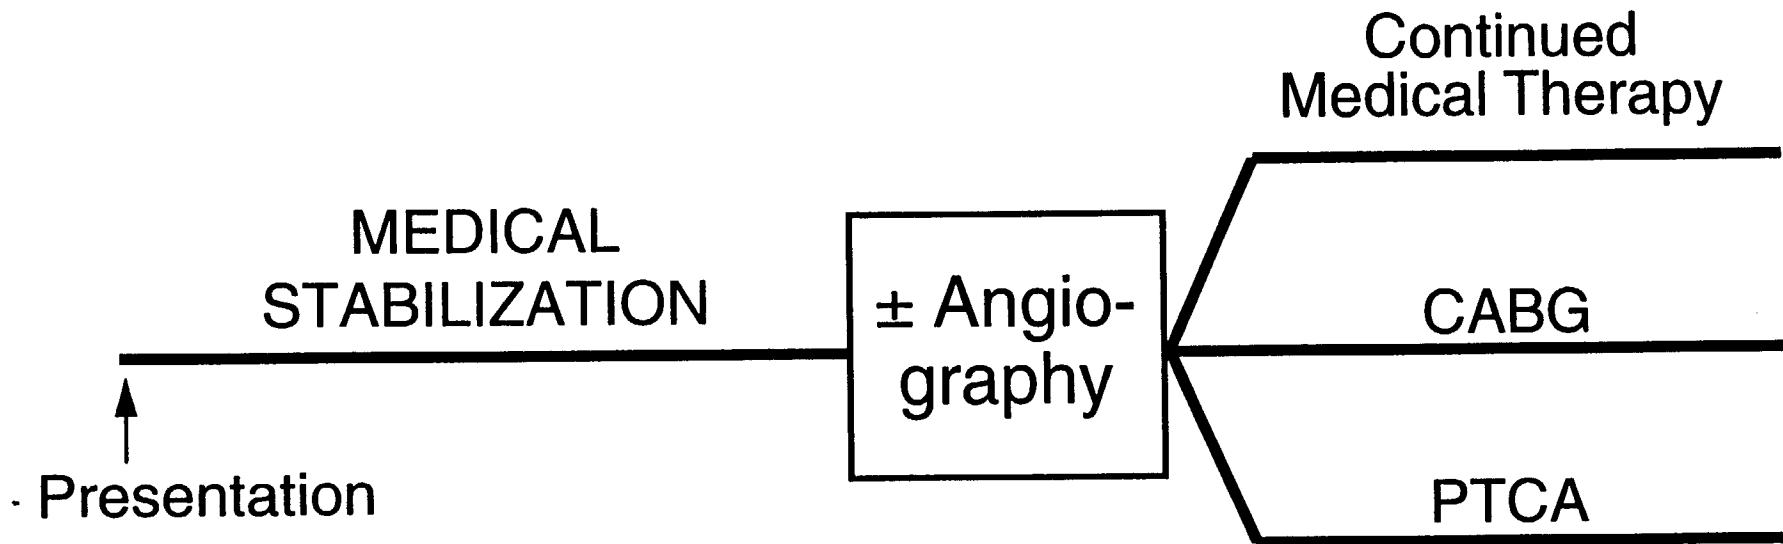 Continued
Medical Therapy
MEDICAL
STABILIZATION
± Angio-
graphy
CABG
PTCA
Presentation